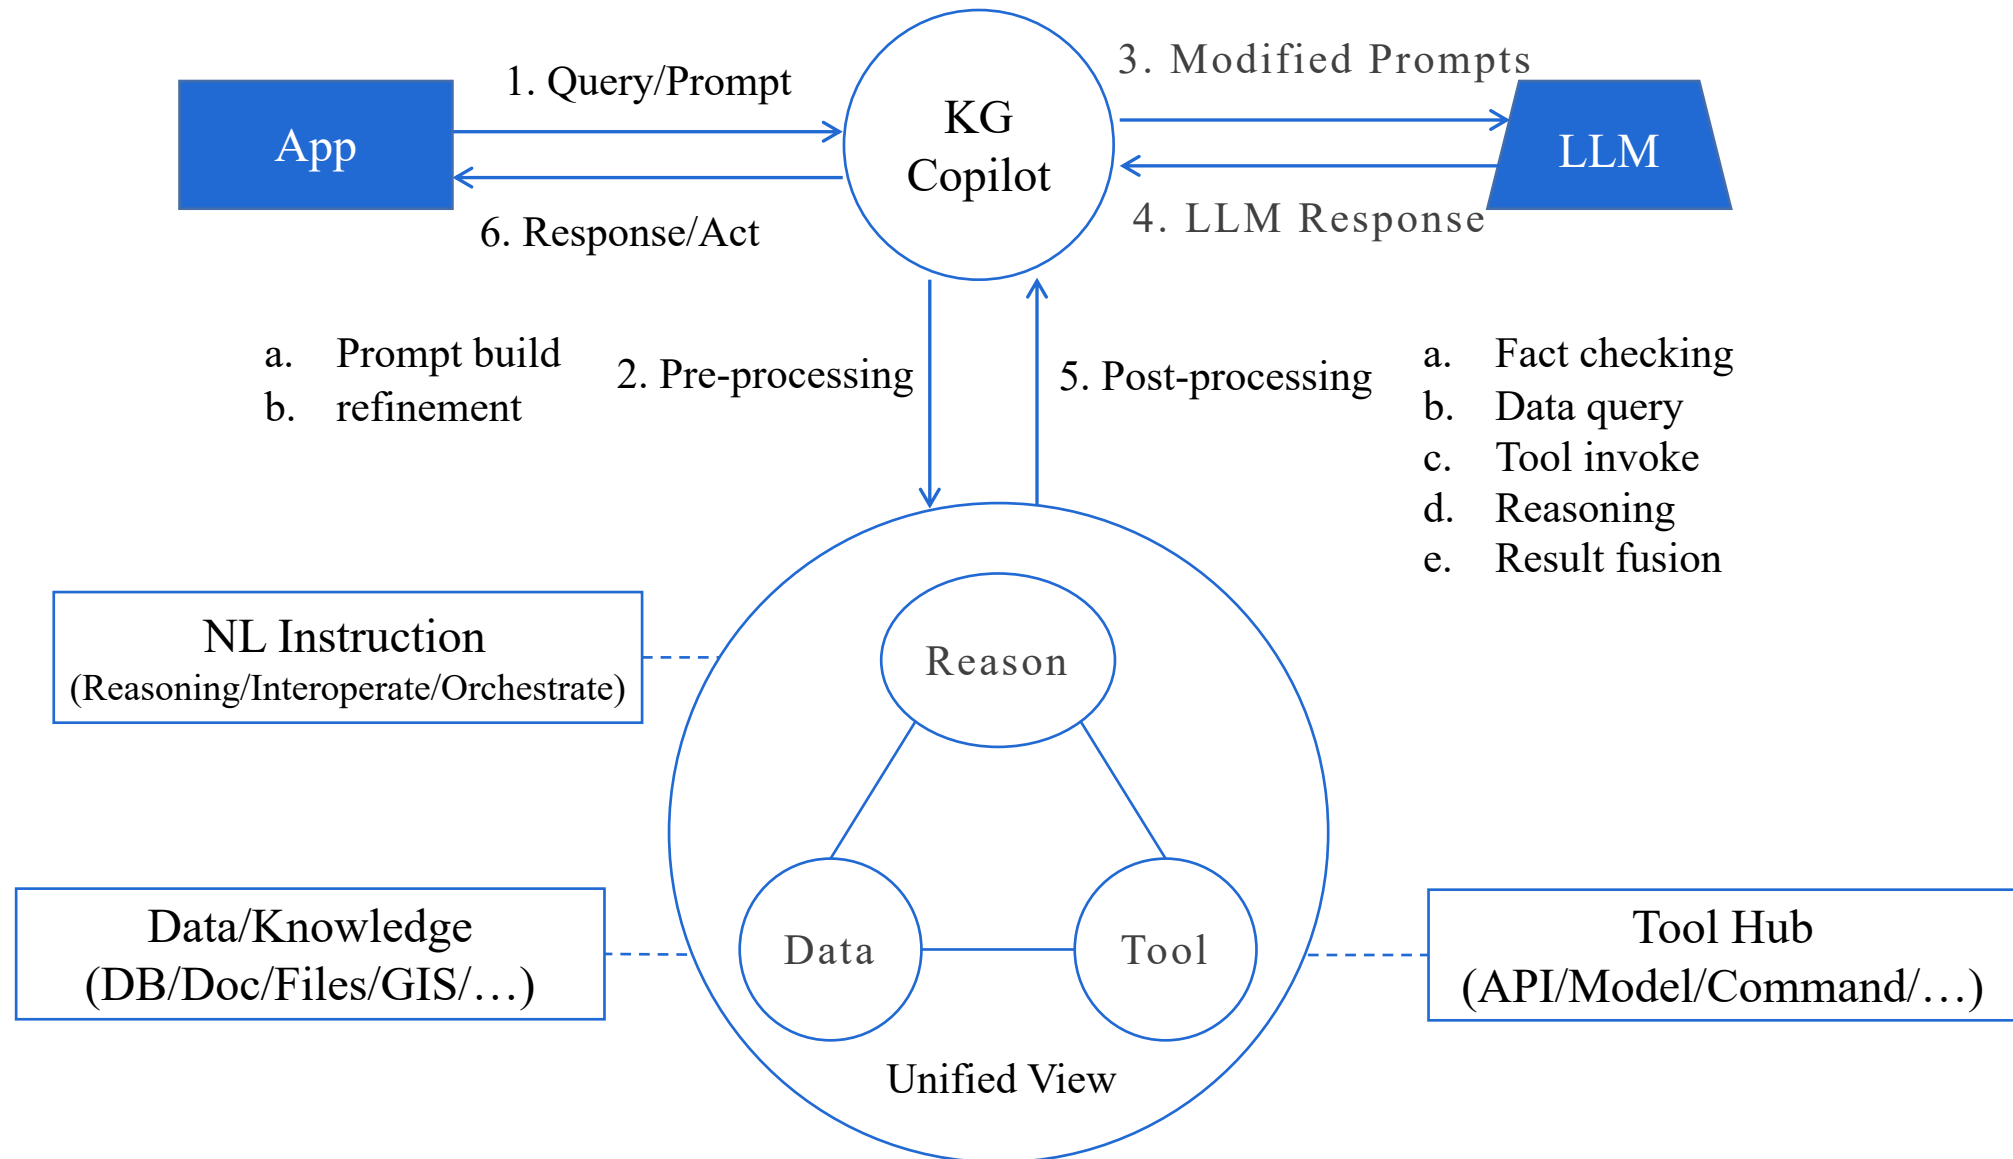 1. Query/Prompt
3. Modified Prompts
App
KG
Copilot
LLM
6. Response/Act
4. LLM Response
a. Prompt build
b. refinement
2. Pre-processing
5. Post-processing
a. Fact checking
b. Data query
c. Tool invoke
d. Reasoning
e. Result fusion
NL Instruction
(Reasoning/Interoperate/Orchestrate)
Reason
Data/Knowledge
(DB/Doc/Files/GIS/…)
Data
Tool
Tool Hub
(API/Model/Command/…)
Unified View